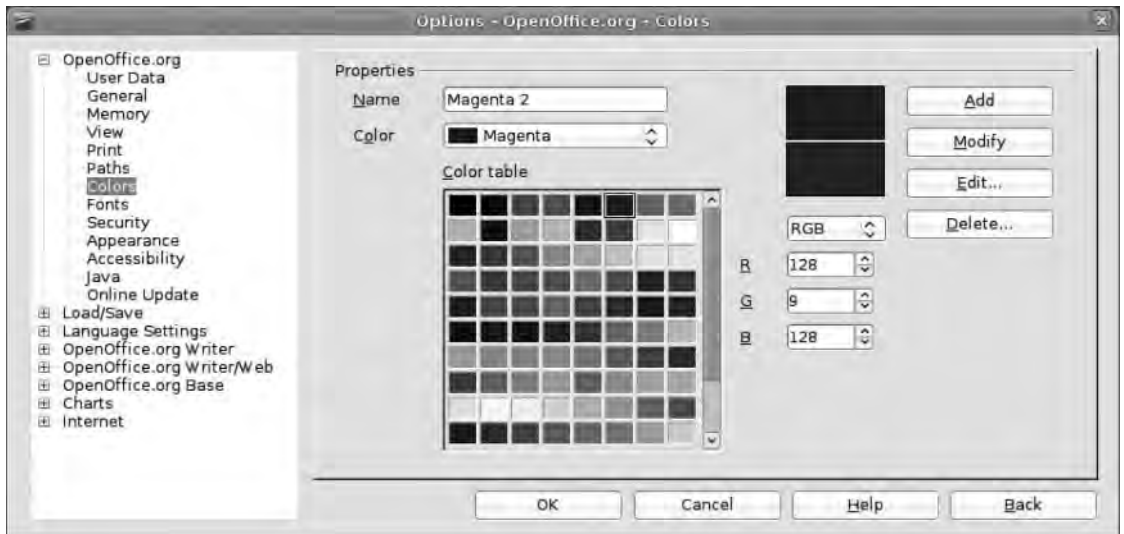 Options - OpenOffice.org - Colors
OpenOffice.org
User Data
General
Memory
View
Print
Paths
Colors
Fonts
Security
Appearance
Accessibility
Java
Online Update
Load/Save
Language Settings
OpenOffice.org Writer
OpenOffice.org Writer/Web
OpenOffice.org Base
Charts
Internet
Properties
Name Magenta 2
Color Magenta
Color table
RGB
R 128
G 9
B 128
Add
Modify
Edit...
Delete...
OK Cancel Help Back